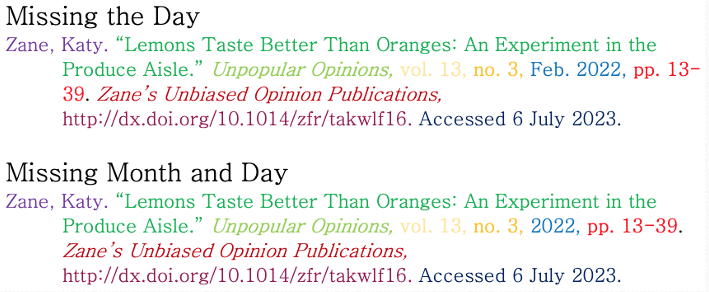 Missing the Day
Zane, Katy. “Lemons Taste Better Than Oranges: An Experiment in the
Produce Aisle.” Unpopular Opinions, vol. 13, no. 3, Feb. 2022, pp. 13-
39. Zane’s Unbiased Opinion Publications,
http://dx.doi.org/10.1014/zfr/takwlf16. Accessed 6 July 2023.
Missing Month and Day
Zane, Katy. “Lemons Taste Better Than Oranges: An Experiment in the
Produce Aisle.” Unpopular Opinions, vol. 13, no. 3, 2022, pp. 13-39.
Zane’s Unbiased Opinion Publications,
http://dx.doi.org/10.1014/zfr/takwlf16. Accessed 6 July 2023.